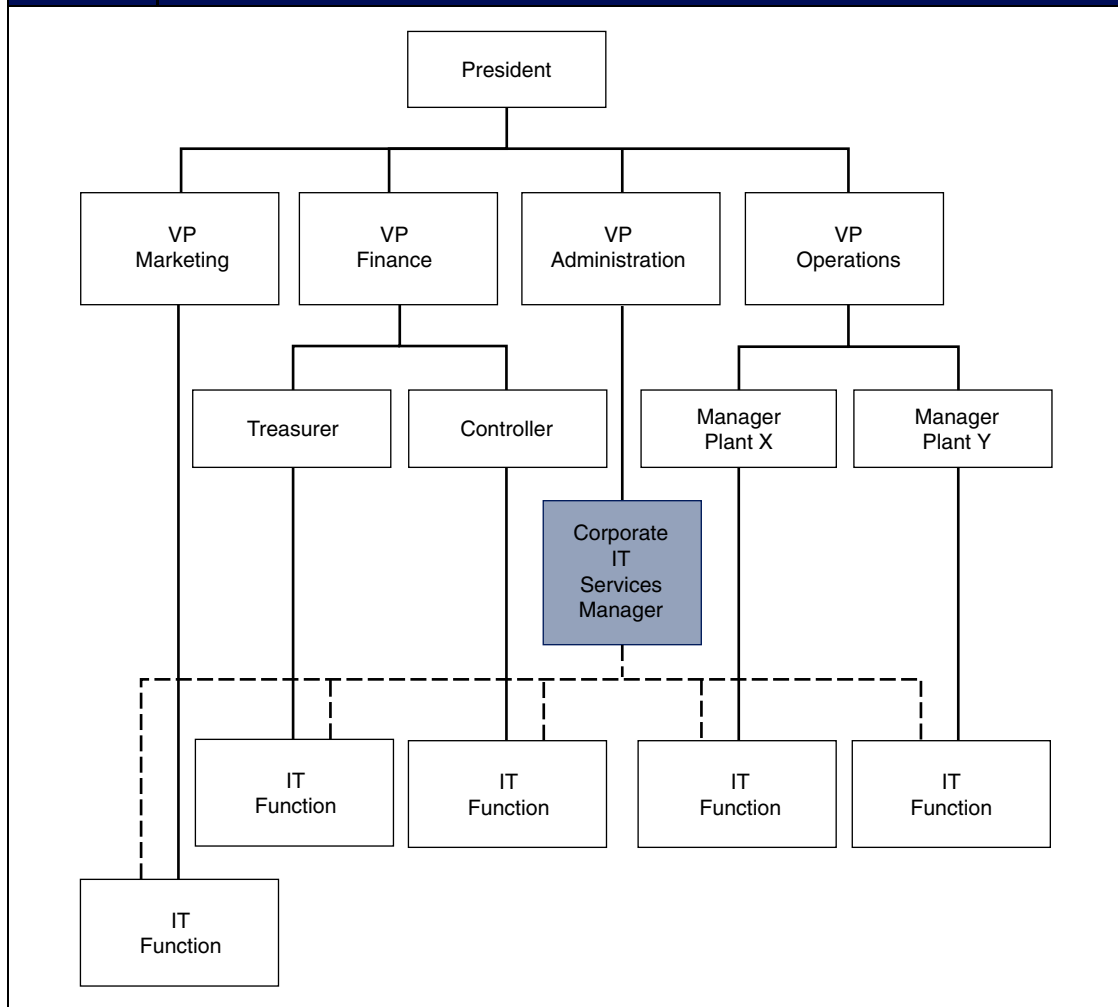 President
VP
Marketing
VP
Finance
VP
Administration
VP
Operations
Treasurer
Controller
Manager
Plant X
Manager
Plant Y
Corporate
IT
Services
Manager
IT
Function
IT
Function
IT
Function
IT
Function
IT
Function